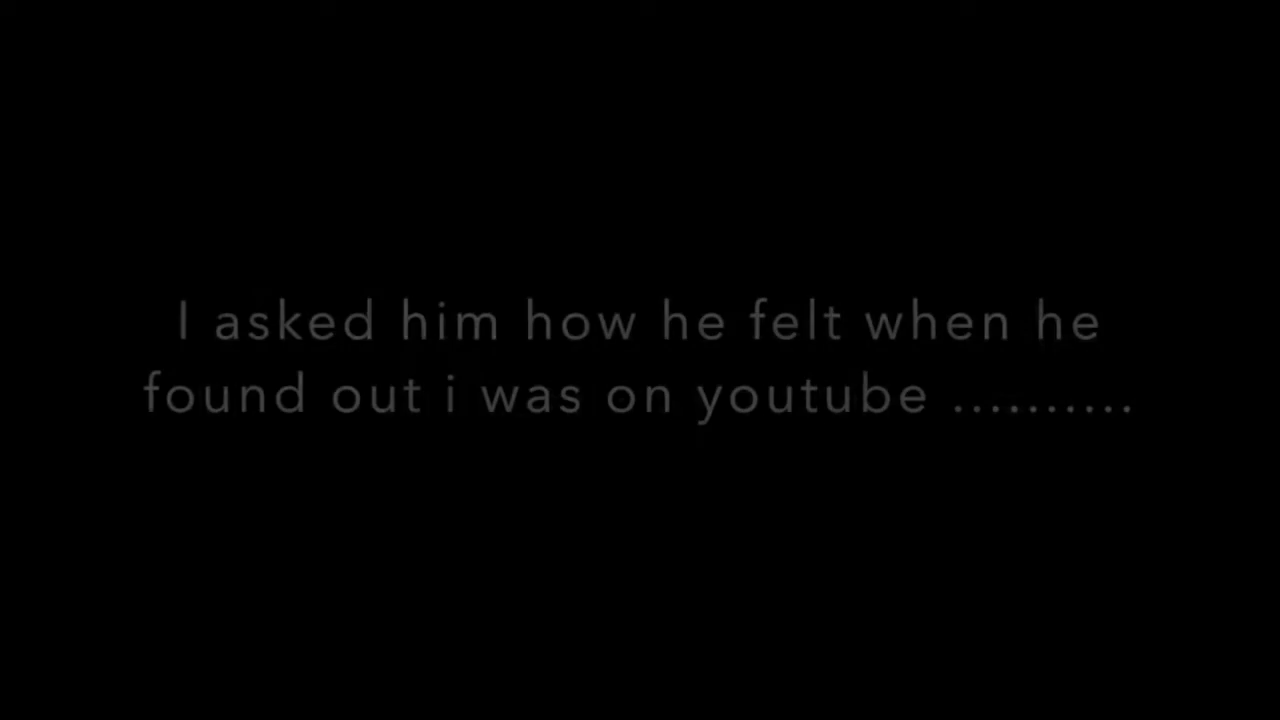 I asked him how he felt when he
found out i was on youtube ..........